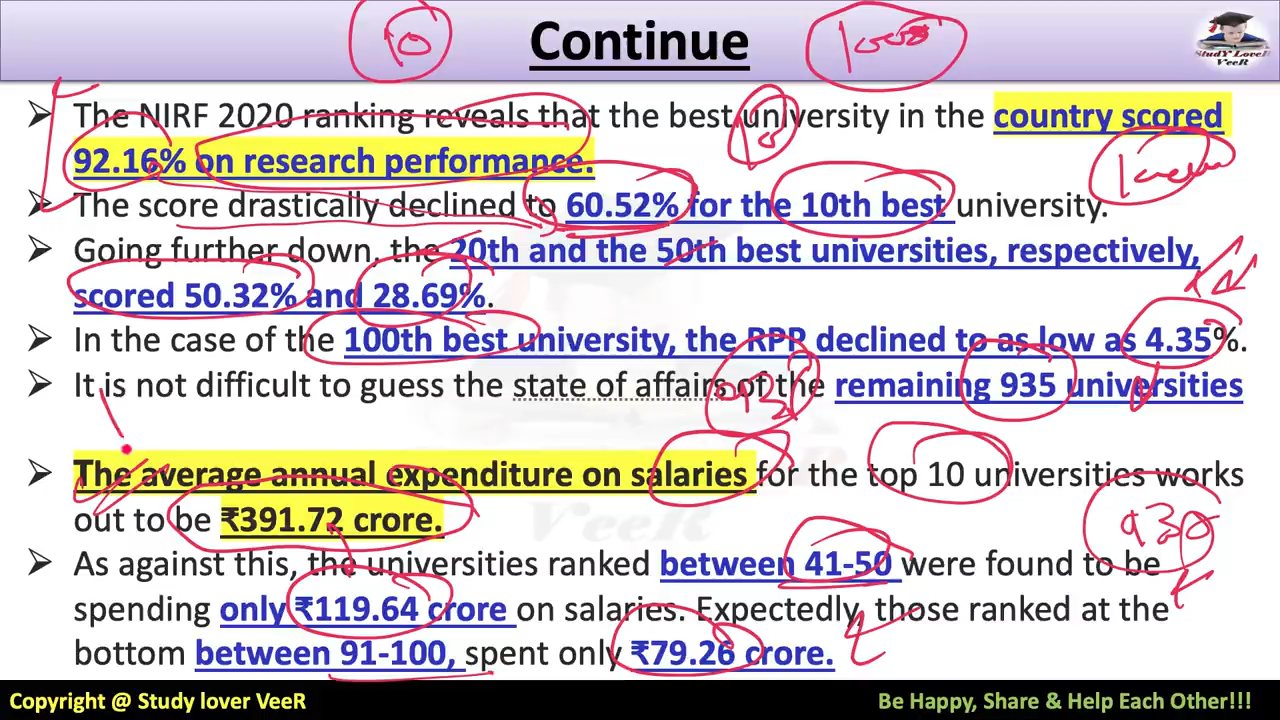 10
1000
Continue
StudY LoveR
VeeR
➢ The NIRF 2020 ranking reveals that the best university in the country scored
92.16% on research performance.
➢ The score drastically declined to 60.52% for the 10th best university.
➢ Going further down, the 20th and the 50th best universities, respectively,
scored 50.32% and 28.69%.
➢ In the case of the 100th best university, the RPP declined to as low as 4.35%.
➢ It is not difficult to guess the state of affairs of the remaining 935 universities
➢ The average annual expenditure on salaries for the top 10 universities works
out to be ₹391.72 crore.
➢ As against this, the universities ranked between 41-50 were found to be
spending only ₹119.64 crore on salaries. Expectedly, those ranked at the
bottom between 91-100, spent only ₹79.26 crore.
VeeR
Copyright @ Study lover VeeR
Be Happy, Share & Help Each Other!!!